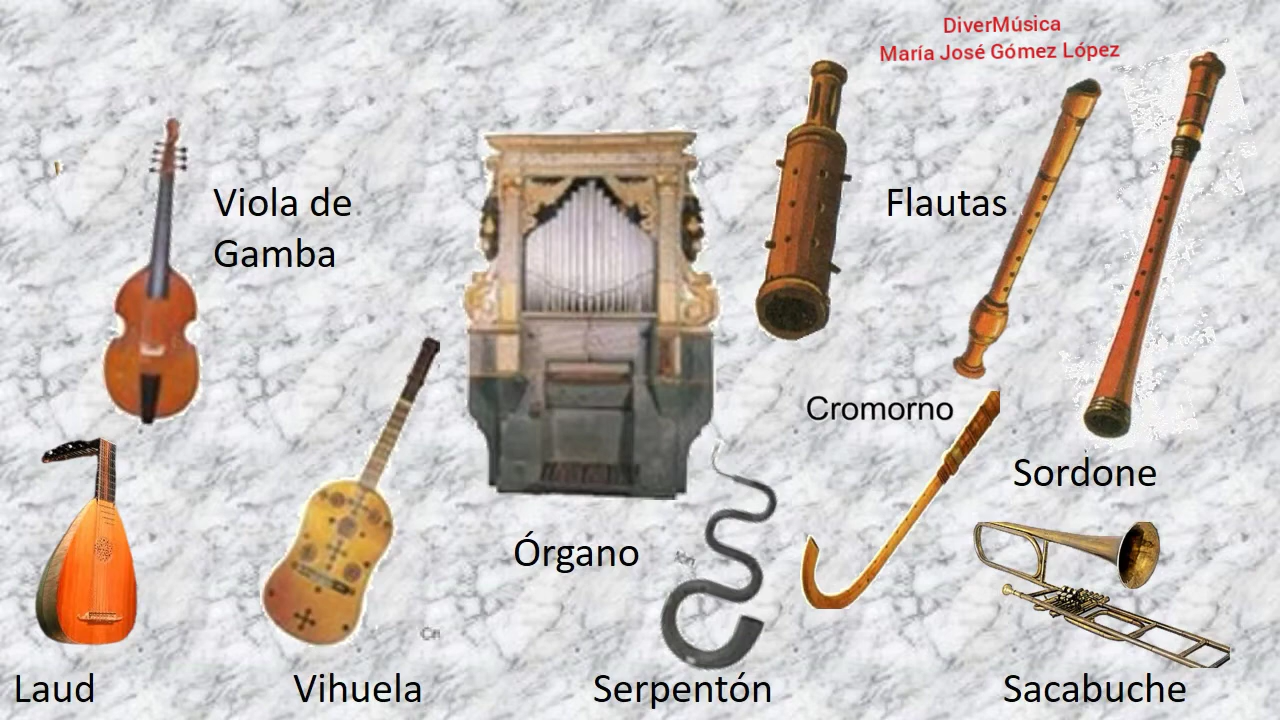 DiverMúsica
María José Gómez López
Viola de
Gamba
Flautas
Cromorno
Sordone
Órgano
Laud
Vihuela
Serpentón
Sacabuche